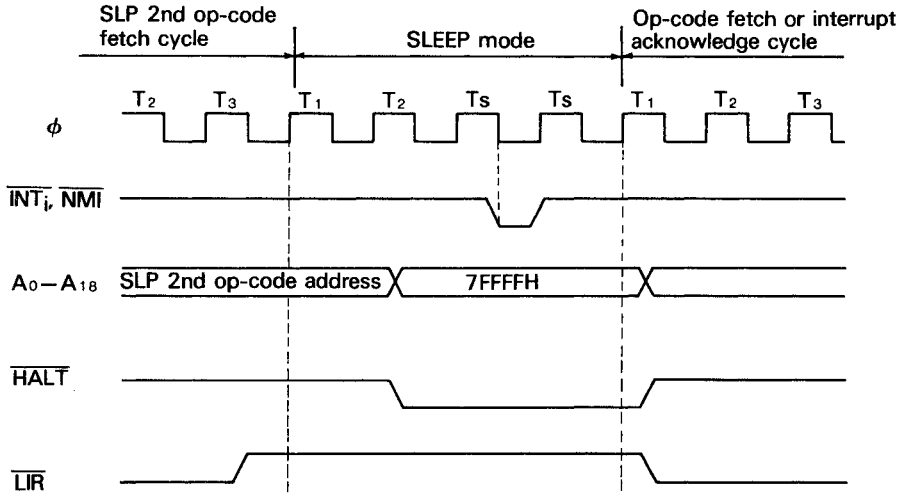 SLP 2nd op-code
fetch cycle
SLEEP mode
Op-code fetch or interrupt
acknowledge cycle
T2 T3 T1 T2 Ts Ts T1 T2 T3
ϕ
INTi, NMI
A0–A18
SLP 2nd op-code address
7FFFFH
HALT
LIR